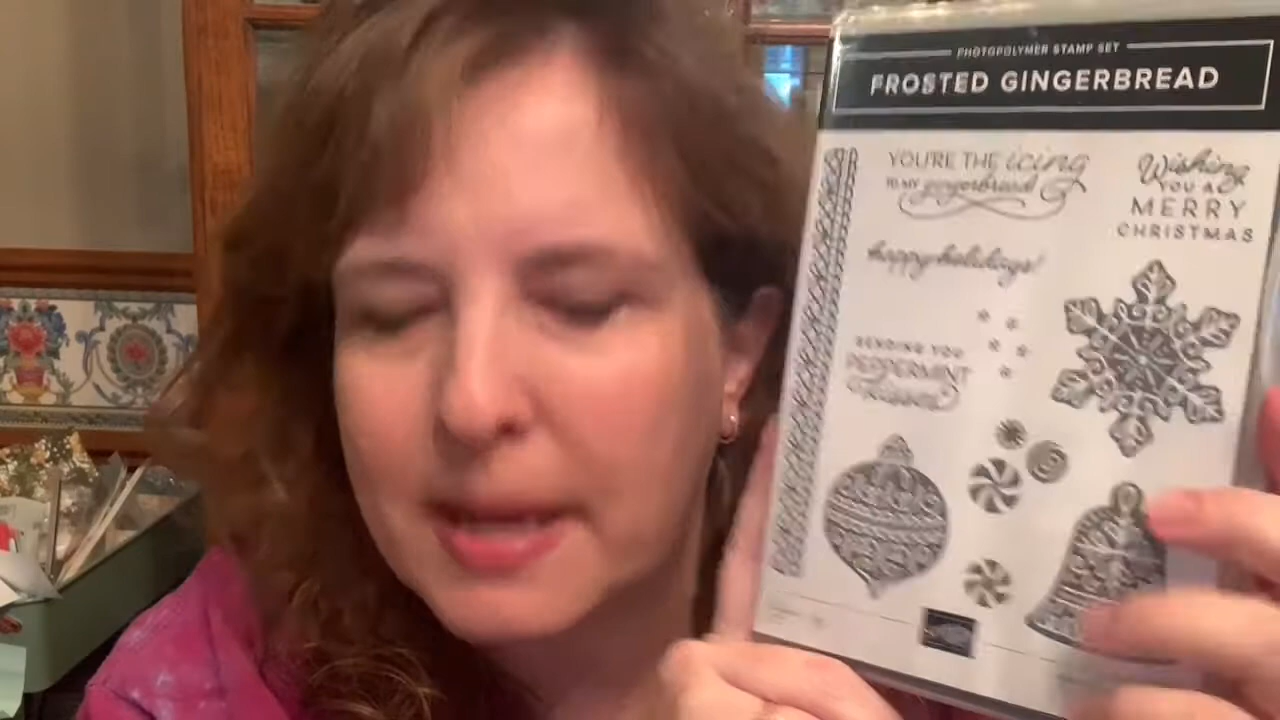 PHOTOPOLYMER STAMP SET
FROSTED GINGERBREAD
YOU'RE THE icing
TO MY gingerbread
Wishing
YOU A
MERRY
CHRISTMAS
happy holidays!
SENDING YOU
PEPPERMINT
kisses